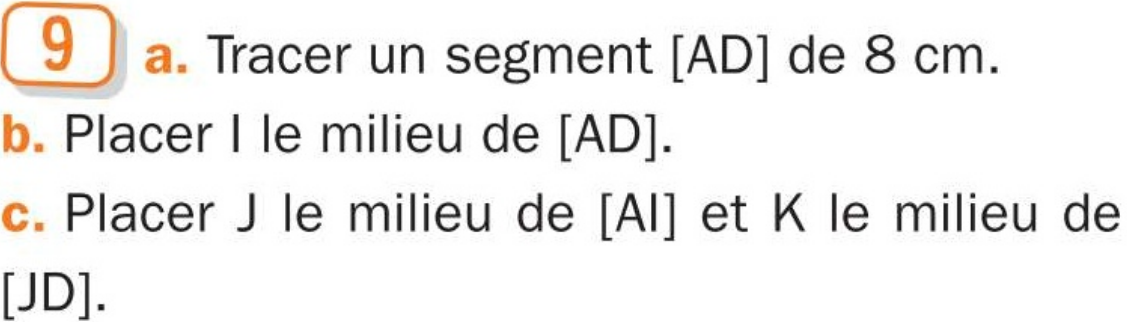 9 a. Tracer un segment [AD] de 8 cm.
b. Placer I le milieu de [AD].
c. Placer J le milieu de [AI] et K le milieu de
[JD].